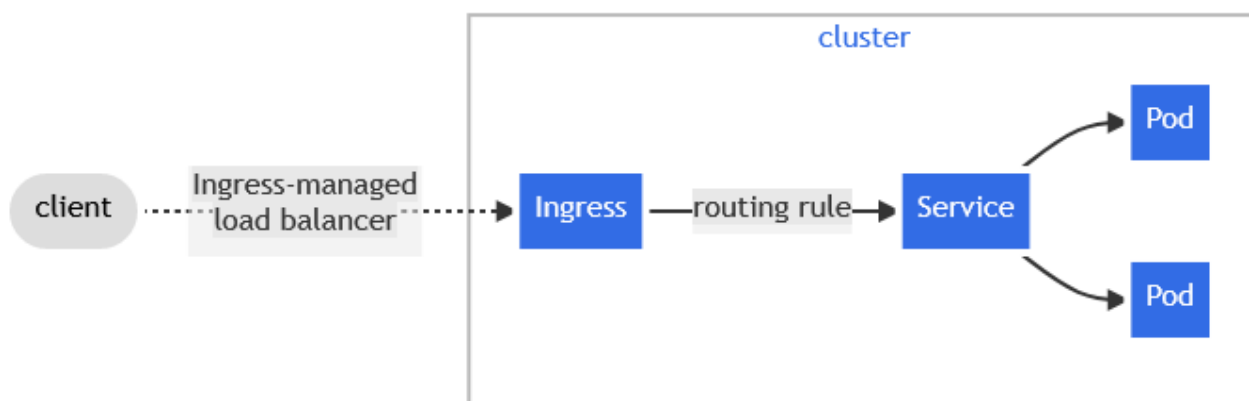 cluster
Pod
client
Ingress-managed
load balancer
Ingress
routing rule
Service
Pod